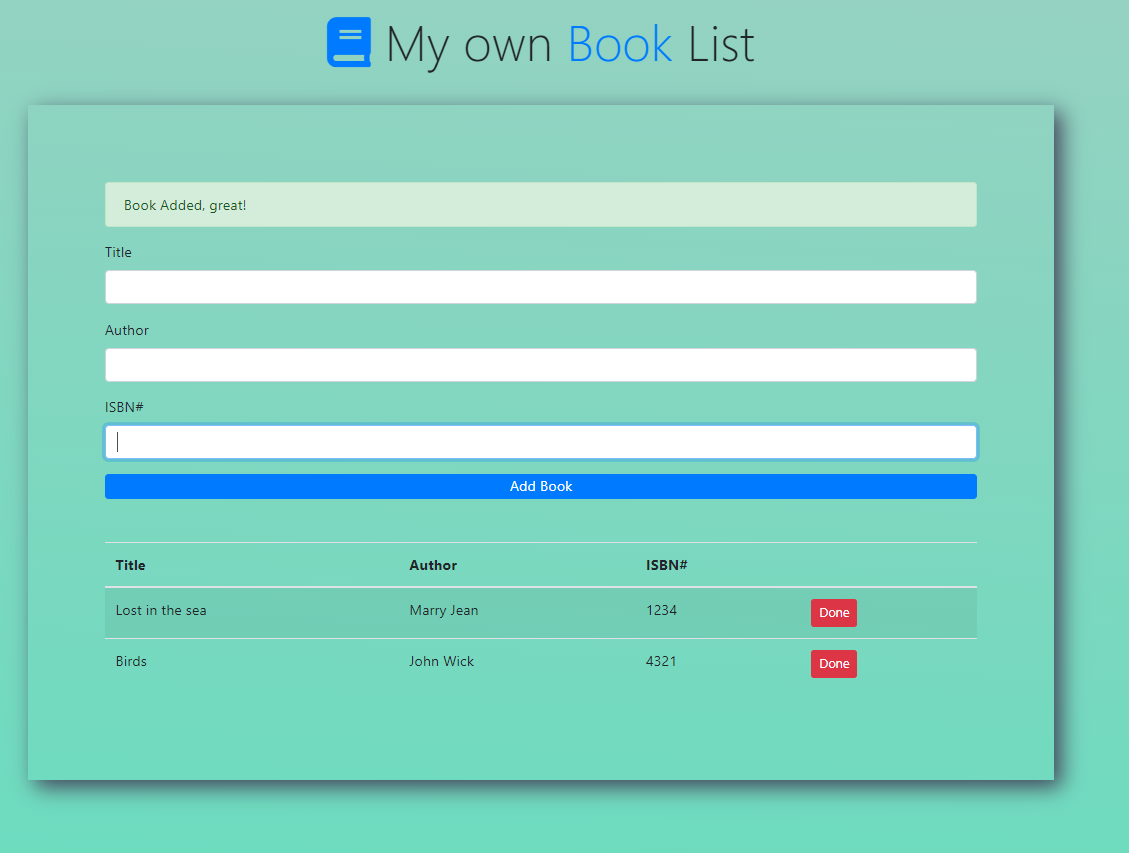 My own Book List
Book Added, great!
Title
Author
ISBN#
Add Book
Title Author ISBN#
Lost in the sea Marry Jean 1234 Done
Birds John Wick 4321 Done